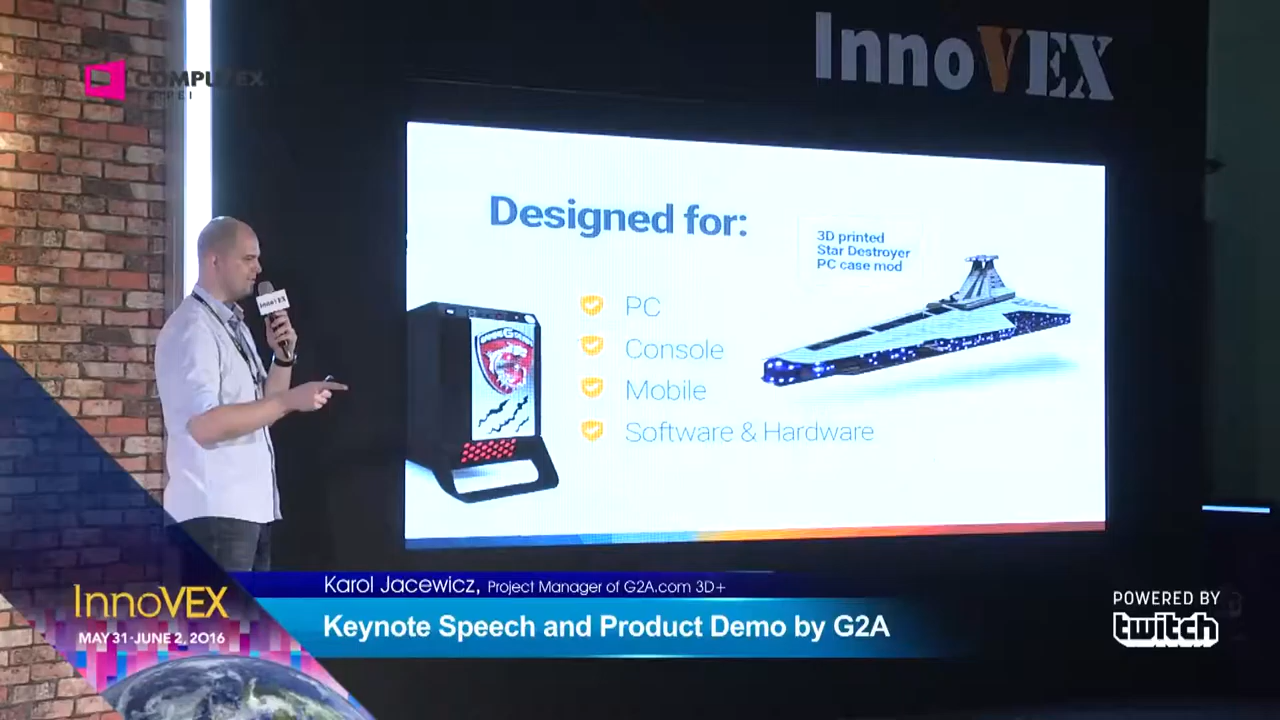 InnoVEX
COMPUTEX
TAIPEI
Designed for:
3D printed
Star Destroyer
PC case mod
PC
Console
Mobile
Software & Hardware
InnoVEX
Karol Jacewicz, Project Manager of G2A.com 3D+
Keynote Speech and Product Demo by G2A
InnoVEX
MAY 31-JUNE 2, 2016
POWERED BY
twitch